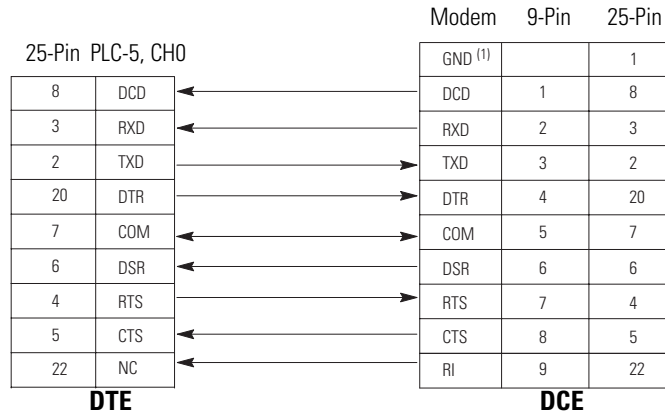 Modem 9-Pin 25-Pin
25-Pin PLC-5, CH0
GND (1) 1
8 DCD DCD 1 8
3 RXD RXD 2 3
2 TXD TXD 3 2
20 DTR DTR 4 20
7 COM COM 5 7
6 DSR DSR 6 6
4 RTS RTS 7 4
5 CTS CTS 8 5
22 NC RI 9 22
DTE DCE